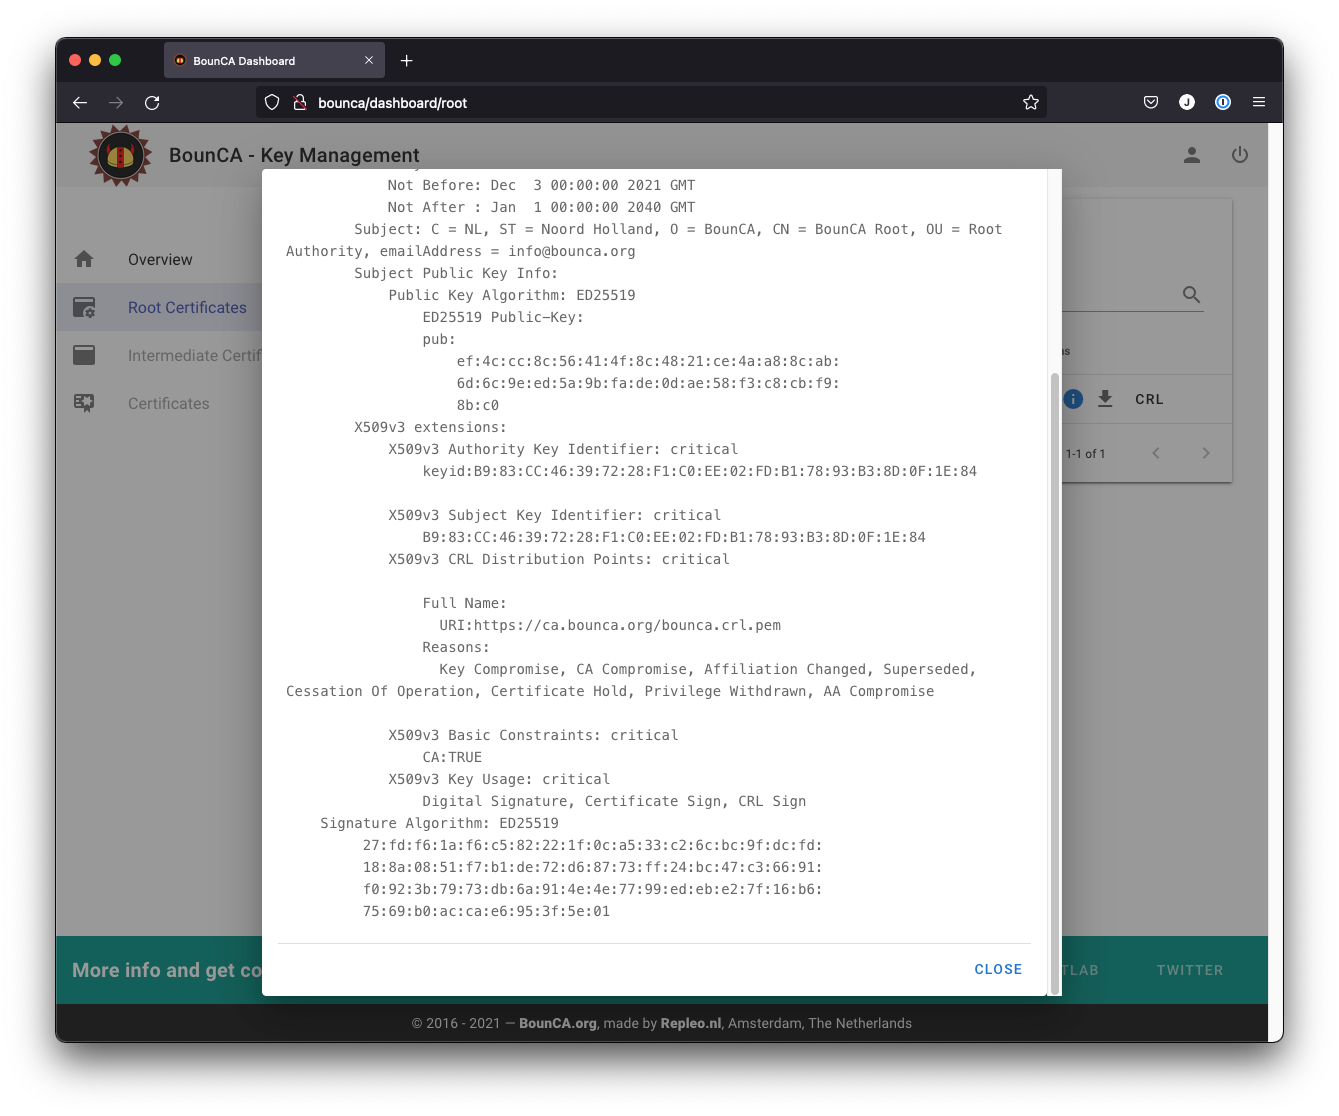 BounCA Dashboard
bounca/dashboard/root
J
BounCA - Key Management
Not Before: Dec  3 00:00:00 2021 GMT
Not After : Jan  1 00:00:00 2040 GMT
Subject: C = NL, ST = Noord Holland, O = BounCA, CN = BounCA Root, OU = Root
Authority, emailAddress = info@bounca.org
Subject Public Key Info:
Public Key Algorithm: ED25519
ED25519 Public-Key:
pub:
ef:4c:cc:8c:56:41:4f:8c:48:21:ce:4a:a8:8c:ab:
6d:6c:9e:ed:5a:9b:fa:de:0d:ae:58:f3:c8:cb:f9:
8b:c0
X509v3 extensions:
X509v3 Authority Key Identifier: critical
keyid:B9:83:CC:46:39:72:28:F1:C0:EE:02:FD:B1:78:93:B3:8D:0F:1E:84
X509v3 Subject Key Identifier: critical
B9:83:CC:46:39:72:28:F1:C0:EE:02:FD:B1:78:93:B3:8D:0F:1E:84
X509v3 CRL Distribution Points: critical
Full Name:
URI:https://ca.bounca.org/bounca.crl.pem
Reasons:
Key Compromise, CA Compromise, Affiliation Changed, Superseded,
Cessation Of Operation, Certificate Hold, Privilege Withdrawn, AA Compromise
X509v3 Basic Constraints: critical
CA:TRUE
X509v3 Key Usage: critical
Digital Signature, Certificate Sign, CRL Sign
Signature Algorithm: ED25519
27:fd:f6:1a:f6:c5:82:22:1f:0c:a5:33:c2:6c:bc:9f:dc:fd:
18:8a:08:51:f7:b1:de:72:d6:87:73:ff:24:bc:47:c3:66:91:
f0:92:3b:79:73:db:6a:91:4e:4e:77:99:ed:eb:e2:7f:16:b6:
75:69:b0:ac:ca:e6:95:3f:5e:01
CLOSE
Overview
Root Certificates
Intermediate Certif
Certificates
CRL
1-1 of 1
More info and get co
TLAB
TWITTER
© 2016 - 2021 — BounCA.org, made by Repleo.nl, Amsterdam, The Netherlands